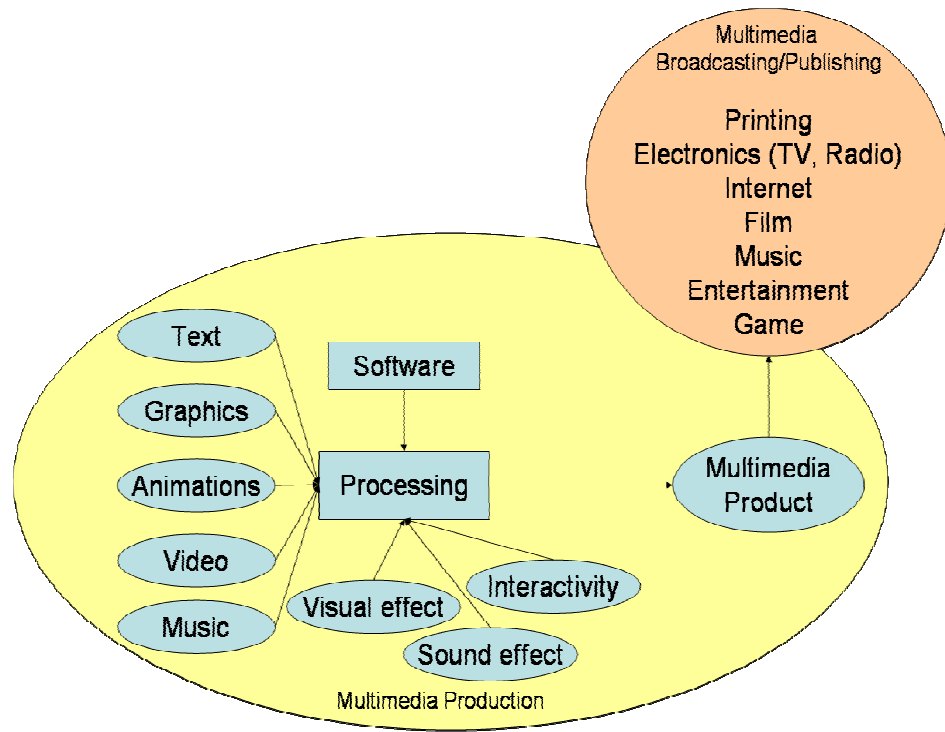 Multimedia
Broadcasting/Publishing
Printing
Electronics (TV, Radio)
Internet
Film
Music
Entertainment
Game
Text
Software
Graphics
Animations
Processing
Multimedia
Product
Video
Music
Visual effect
Interactivity
Sound effect
Multimedia Production